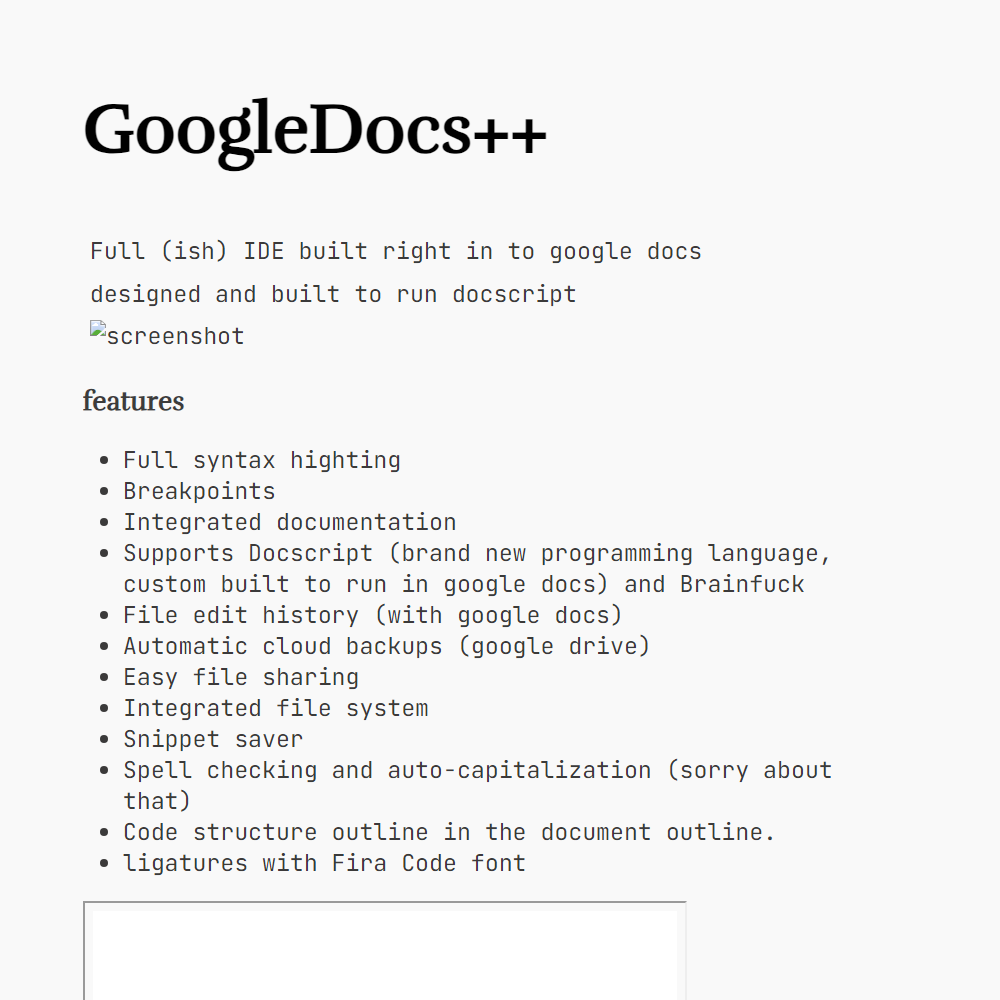 GoogleDocs++
Full (ish) IDE built right in to google docs
designed and built to run docscript
screenshot
features
Full syntax highting
Breakpoints
Integrated documentation
Supports Docscript (brand new programming language,
custom built to run in google docs) and Brainfuck
File edit history (with google docs)
Automatic cloud backups (google drive)
Easy file sharing
Integrated file system
Snippet saver
Spell checking and auto-capitalization (sorry about
that)
Code structure outline in the document outline.
ligatures with Fira Code font